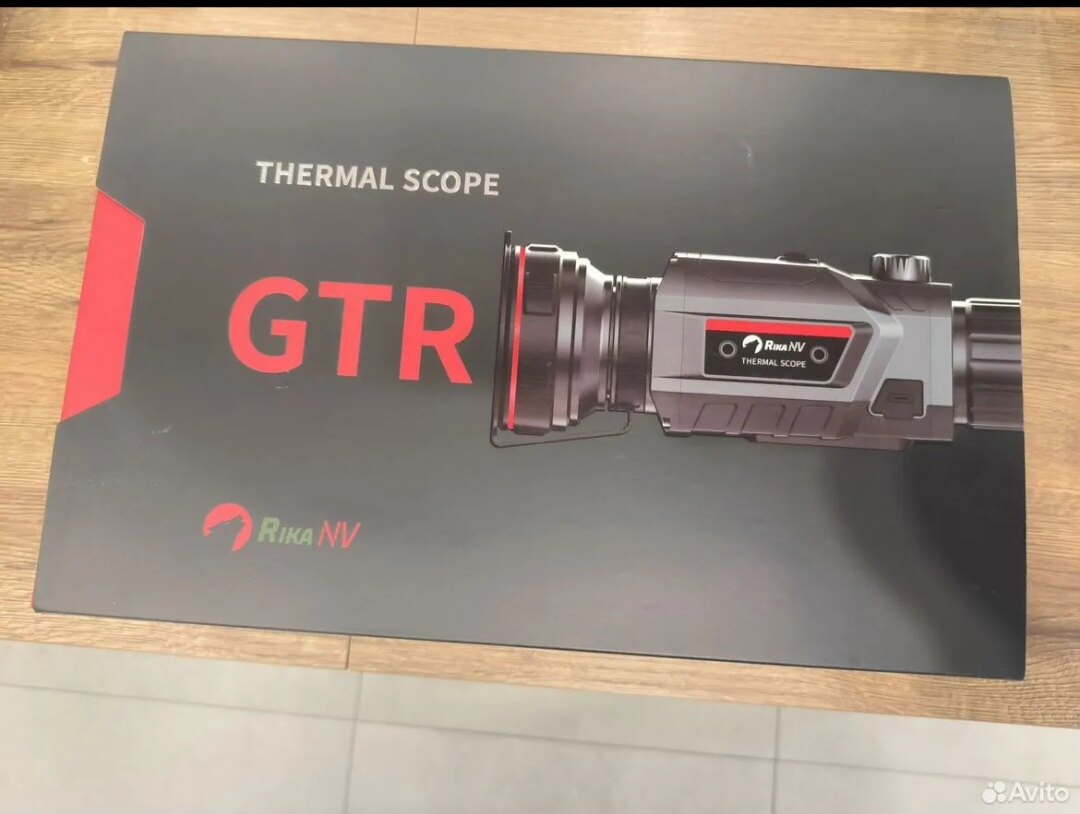 THERMAL SCOPE
GTR
RIKA NV
THERMAL SCOPE
RIKA NV
Avito